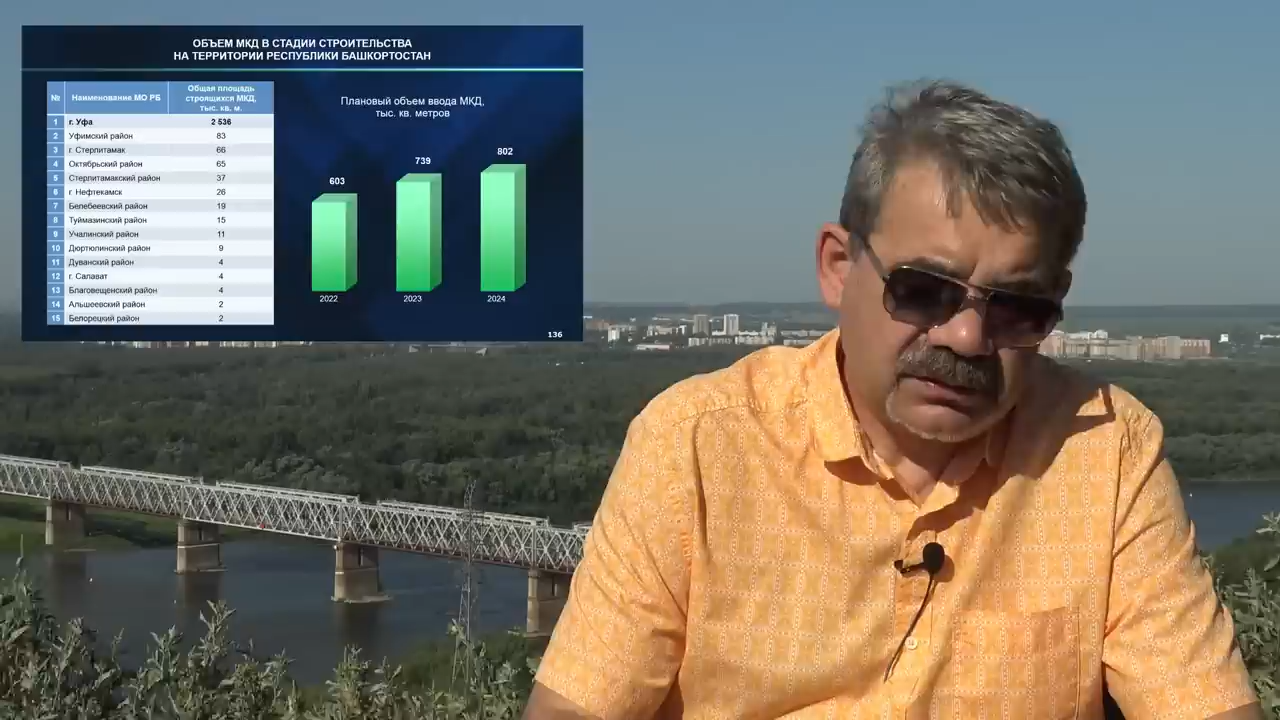 ОБЪЕМ МКД В СТАДИИ СТРОИТЕЛЬСТВА
НА ТЕРРИТОРИИ РЕСПУБЛИКИ БАШКОРТОСТАН
№ Наименование МО РБ Общая площадь
строящихся МКД,
тыс. кв. м.
1 г. Уфа 2 536
2 Уфимский район 83
3 г. Стерлитамак 66
4 Октябрьский район 65
5 Стерлитамакский район 37
6 г Нефтекамск 26
7 Белебеевский район 19
8 Туймазинский район 15
9 Учалинский район 11
10 Дюртюлинский район 9
11 Дуванский район 4
12 г. Салават 4
13 Благовещенский район 4
14 Альшеевский район 2
15 Белорецкий район 2
Плановый объем ввода МКД,
тыс. кв. метров
603 739 802
2022 2023 2024
136